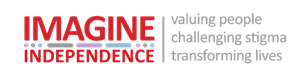 IMAGINE
INDEPENDENCE
valuing people
challenging stigma
transforming lives